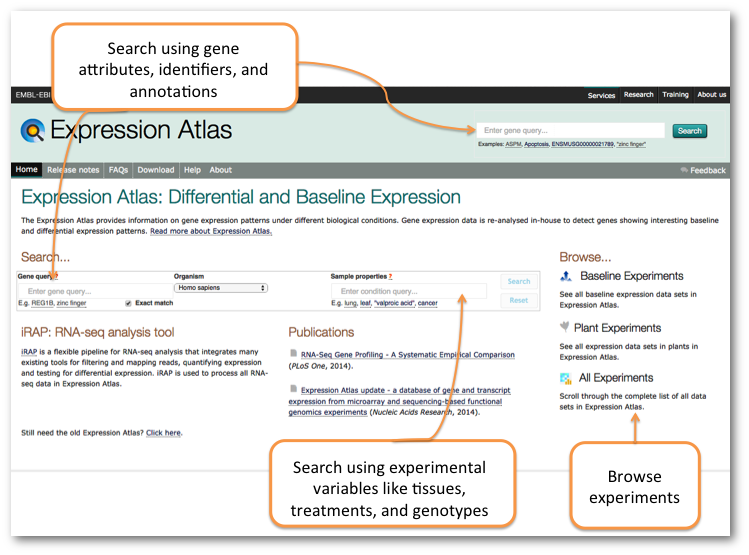 Search using gene
attributes, identifiers, and
annotations
EMBL-EBI
Services Research Training About us
Expression Atlas
Enter gene query... Search
Examples: ASPM, Apoptosis, ENSMUSG00000021789, "zinc finger"
Home Release notes FAQs Download Help About Feedback
Expression Atlas: Differential and Baseline Expression
The Expression Atlas provides information on gene expression patterns under different biological conditions. Gene expression data is re-analysed in-house to detect genes showing interesting baseline
and differential expression patterns. Read more about Expression Atlas.
Search...
Gene query ? Organism Sample properties ?
Enter gene query... Homo sapiens Enter condition query... Search
E.g. REG1B, zinc finger Exact match E.g. lung, leaf, "valproic acid", cancer Reset
Browse...
Baseline Experiments
See all baseline expression data sets in
Expression Atlas.
Plant Experiments
See all expression data sets in plants in
Expression Atlas.
All Experiments
Scroll through the complete list of all data
sets in Expression Atlas.
iRAP: RNA-seq analysis tool
iRAP is a flexible pipeline for RNA-seq analysis that integrates many
existing tools for filtering and mapping reads, quantifying expression
and testing for differential expression. iRAP is used to process all RNA-
seq data in Expression Atlas.
Still need the old Expression Atlas? Click here.
Publications
RNA-Seq Gene Profiling - A Systematic Empirical Comparison
(PLoS One, 2014).
Expression Atlas update - a database of gene and transcript
expression from microarray and sequencing-based functional
genomics experiments (Nucleic Acids Research, 2014).
Search using experimental
variables like tissues,
treatments, and genotypes
Browse
experiments